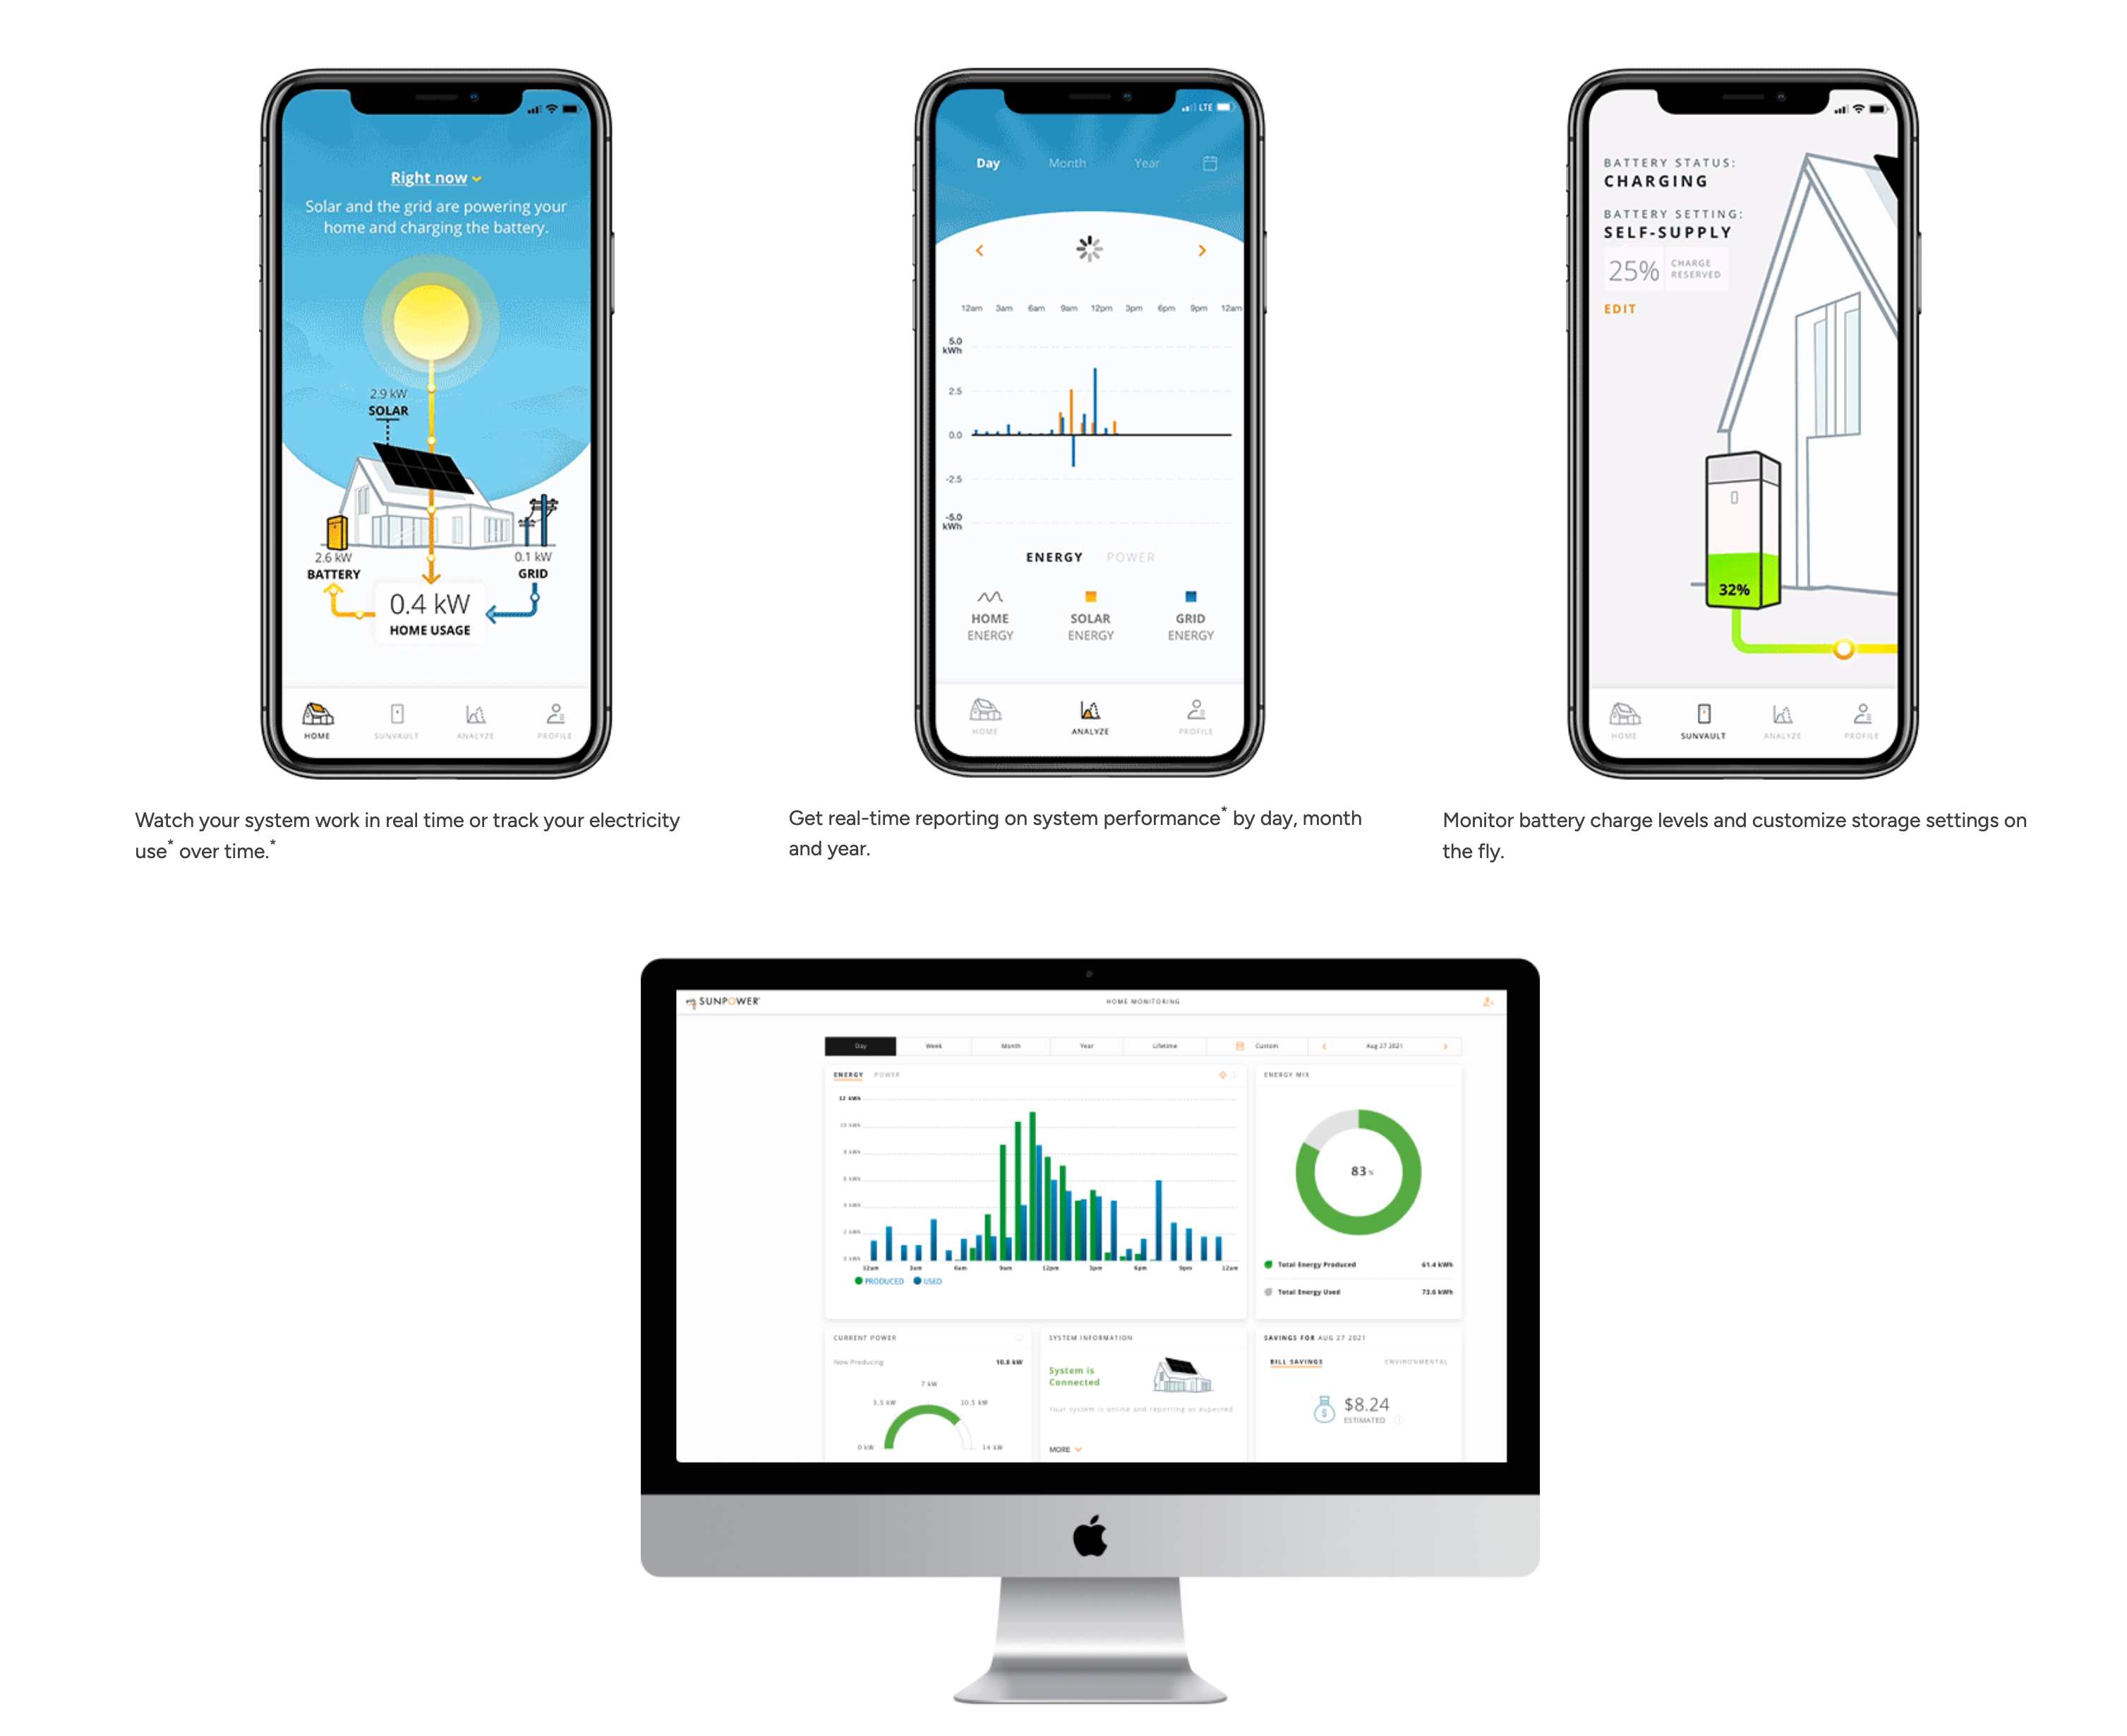 Right now
Solar and the grid are powering your
home and charging the battery.
2.9 kW
SOLAR
2.6 kW
BATTERY
0.1 kW
GRID
0.4 kW
HOME USAGE
HOME
SUNVAULT
ANALYZE
PROFILE
Watch your system work in real time or track your electricity
use* over time.*
LTE
Day Month Year
12am 3am 6am 9am 12pm 3pm 6pm 9pm 12am
5.0
kWh
2.5
0.0
-2.5
-5.0
kWh
ENERGY POWER
HOME
ENERGY
SOLAR
ENERGY
GRID
ENERGY
HOME
ANALYZE
PROFILE
Get real-time reporting on system performance* by day, month
and year.
BATTERY STATUS:
CHARGING
BATTERY SETTING:
SELF-SUPPLY
25% CHARGE
RESERVED
EDIT
32%
HOME
SUNVAULT
ANALYZE
PROFILE
Monitor battery charge levels and customize storage settings on
the fly.
SUNPOWER
HOME MONITORING
Day Week Month Year Lifetime Custom Aug 27 2021
ENERGY POWER
12 kWh
10 kWh
8 kWh
6 kWh
4 kWh
2 kWh
0 kWh
12am 3am 6am 9am 12pm 3pm 6pm 9pm 12am
PRODUCED USED
ENERGY MIX
83%
Total Energy Produced 61.4 kWh
Total Energy Used 73.6 kWh
CURRENT POWER
Now Producing 10.8 kW
7 kW
3.5 kW 10.5 kW
0 kW 14 kW
SYSTEM INFORMATION
System is
Connected
Your system is online and reporting as expected
MORE
SAVINGS FOR AUG 27 2021
BILL SAVINGS ENVIRONMENTAL
$
$8.24
ESTIMATED